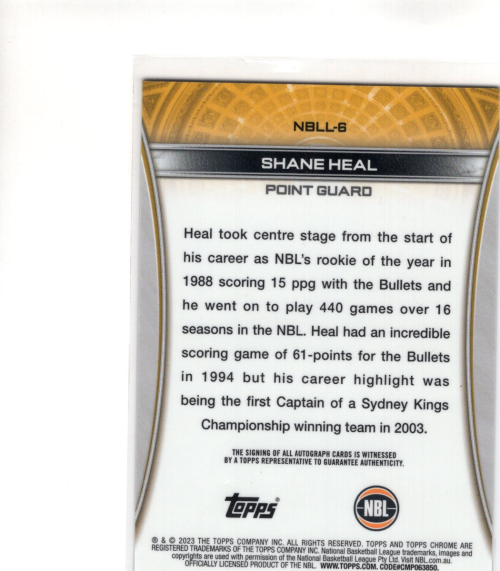 NBLL-6
SHANE HEAL
POINT GUARD
Heal took centre stage from the start of
his career as NBL's rookie of the year in
1988 scoring 15 ppg with the Bullets and
he went on to play 440 games over 16
seasons in the NBL. Heal had an incredible
scoring game of 61-points for the Bullets
in 1994 but his career highlight was
being the first Captain of a Sydney Kings
Championship winning team in 2003.
THE SIGNING OF ALL AUTOGRAPH CARDS IS WITNESSED
BY A TOPPS REPRESENTATIVE TO GUARANTEE AUTHENTICITY.
topps®
NBL
® & © 2023 THE TOPPS COMPANY INC. ALL RIGHTS RESERVED. TOPPS AND TOPPS CHROME ARE
REGISTERED TRADEMARKS OF THE TOPPS COMPANY INC. National Basketball League trademarks, images and
copyrights are used with permission of the National Basketball League Pty Ltd. Visit NBL.com.au.
OFFICIALLY LICENSED PRODUCT OF THE NBL. WWW.TOPPS.COM. CODE#CMP063850.